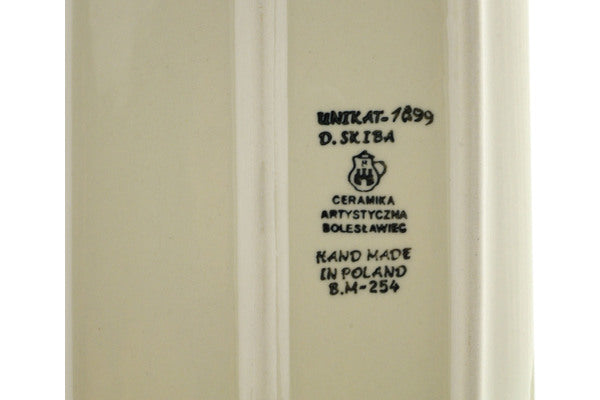 UNIKAT-1899
D. SKIBA
M
CERAMIKA
ARTYSTYCZNA
BOLESŁAWIEC
HAND MADE
IN POLAND
B.M-254